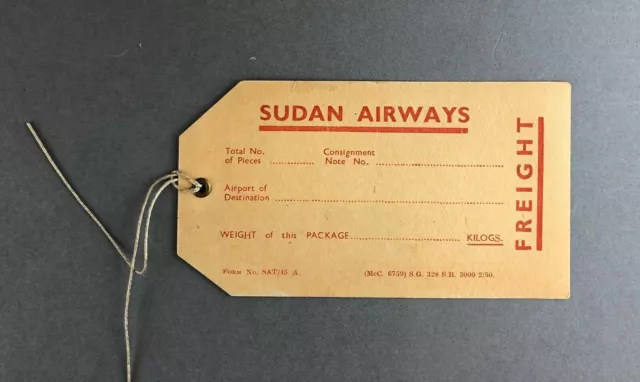 SUDAN AIRWAYS
Total No. of Pieces ............... Consignment Note No. ..............................
Airport of Destination ..................................................
WEIGHT of this PACKAGE.............................. KILOGS.
FORM No. SAT/15 A. (McC. 6759) S.G. 328 S.R. 3000 2/50.
FREIGHT